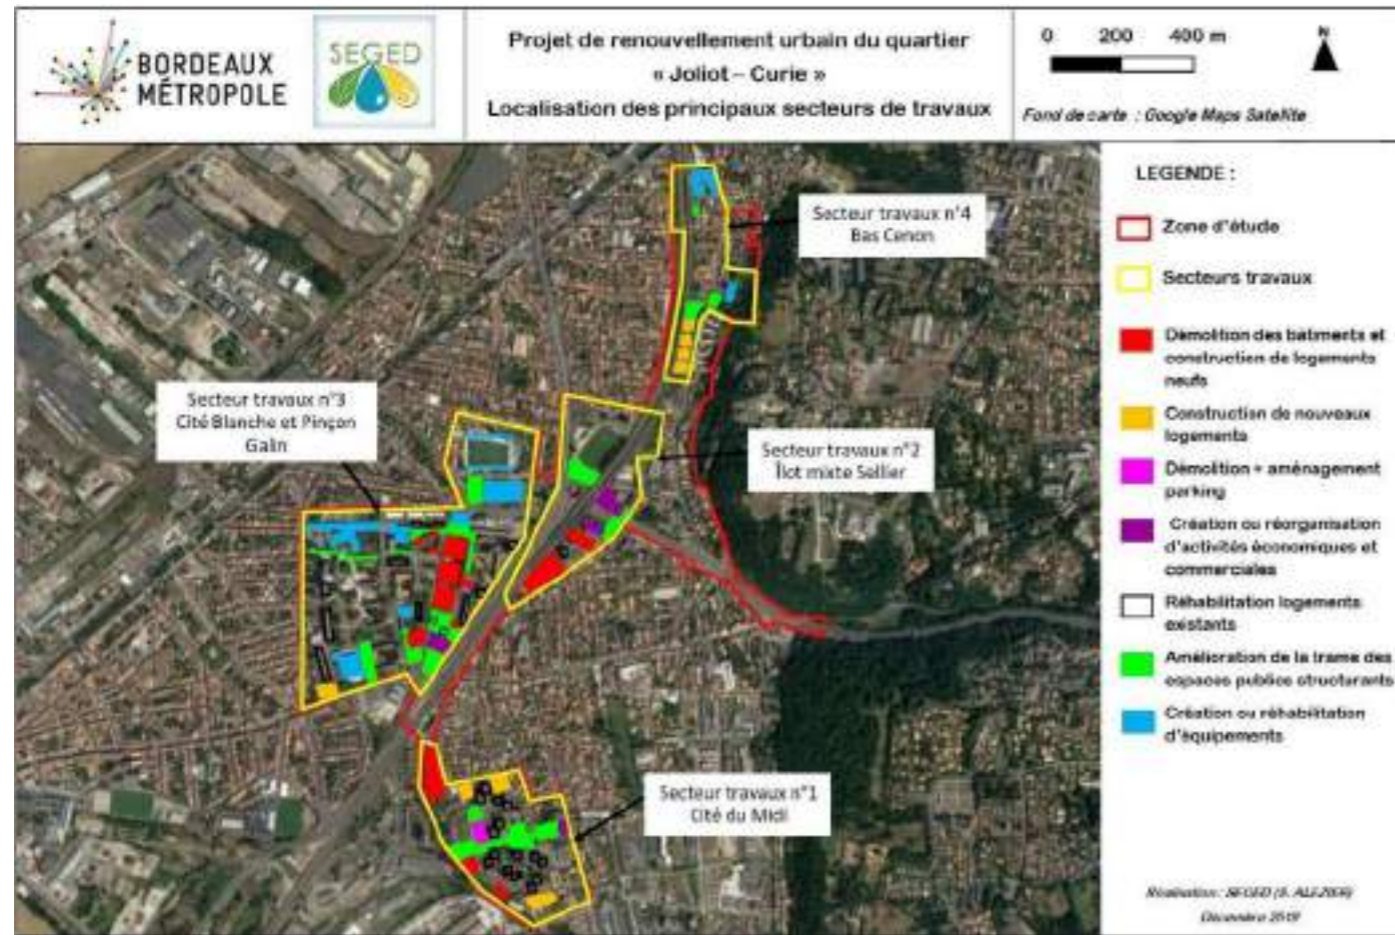 BORDEAUX
MÉTROPOLE
SEGED
Projet de renouvellement urbain du quartier
« Joliot – Curie »
Localisation des principaux secteurs de travaux
0 200 400 m
N
Fond de carte : Google Maps Satellite
Secteur travaux n°4
Bas Cenon
Secteur travaux n°3
Cité Blanche et Pinçon
Galin
Secteur travaux n°2
Îlot mixte Sellier
Secteur travaux n°1
Cité du Midi
LEGENDE :
Zone d'étude
Secteurs travaux
Démolition des bâtiments et
construction de logements
neufs
Construction de nouveaux
logements
Démolition + aménagement
parking
Création ou réorganisation
d'activités économiques et
commerciales
Réhabilitation logements
existants
Amélioration de la trame des
espaces publics structurants
Création ou réhabilitation
d'équipements
Réalisation : SEGED
Décembre 2019